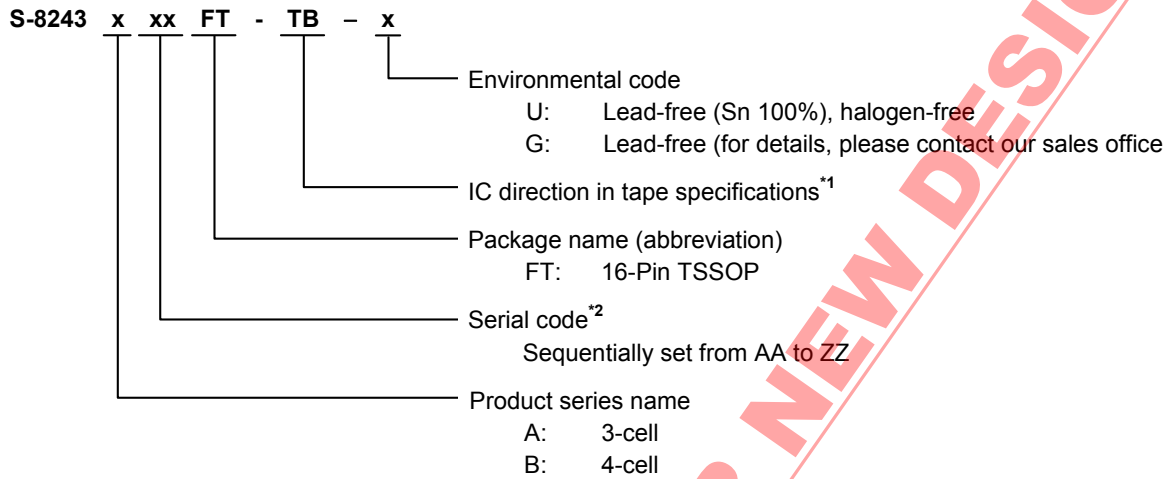 S-8243 x xx FT - TB – x
Environmental code
U: Lead-free (Sn 100%), halogen-free
G: Lead-free (for details, please contact our sales office
IC direction in tape specifications*1
Package name (abbreviation)
FT: 16-Pin TSSOP
Serial code*2
Sequentially set from AA to ZZ
Product series name
A: 3-cell
B: 4-cell
NEW DESIG